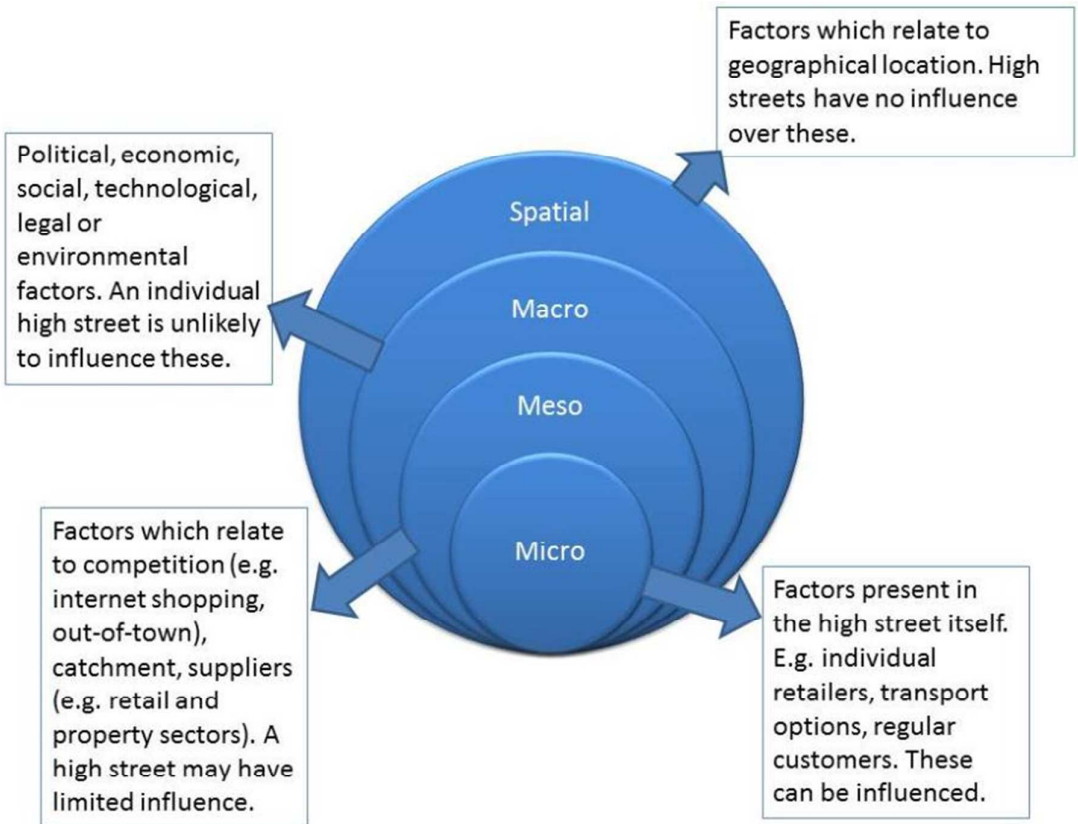 Factors which relate to
geographical location. High
streets have no influence
over these.
Political, economic,
social, technological,
legal or
environmental
factors. An individual
high street is unlikely
to influence these.
Spatial
Macro
Meso
Micro
Factors which relate
to competition (e.g.
internet shopping,
out-of-town),
catchment, suppliers
(e.g. retail and
property sectors). A
high street may have
limited influence.
Factors present in
the high street itself.
E.g. individual
retailers, transport
options, regular
customers. These
can be influenced.